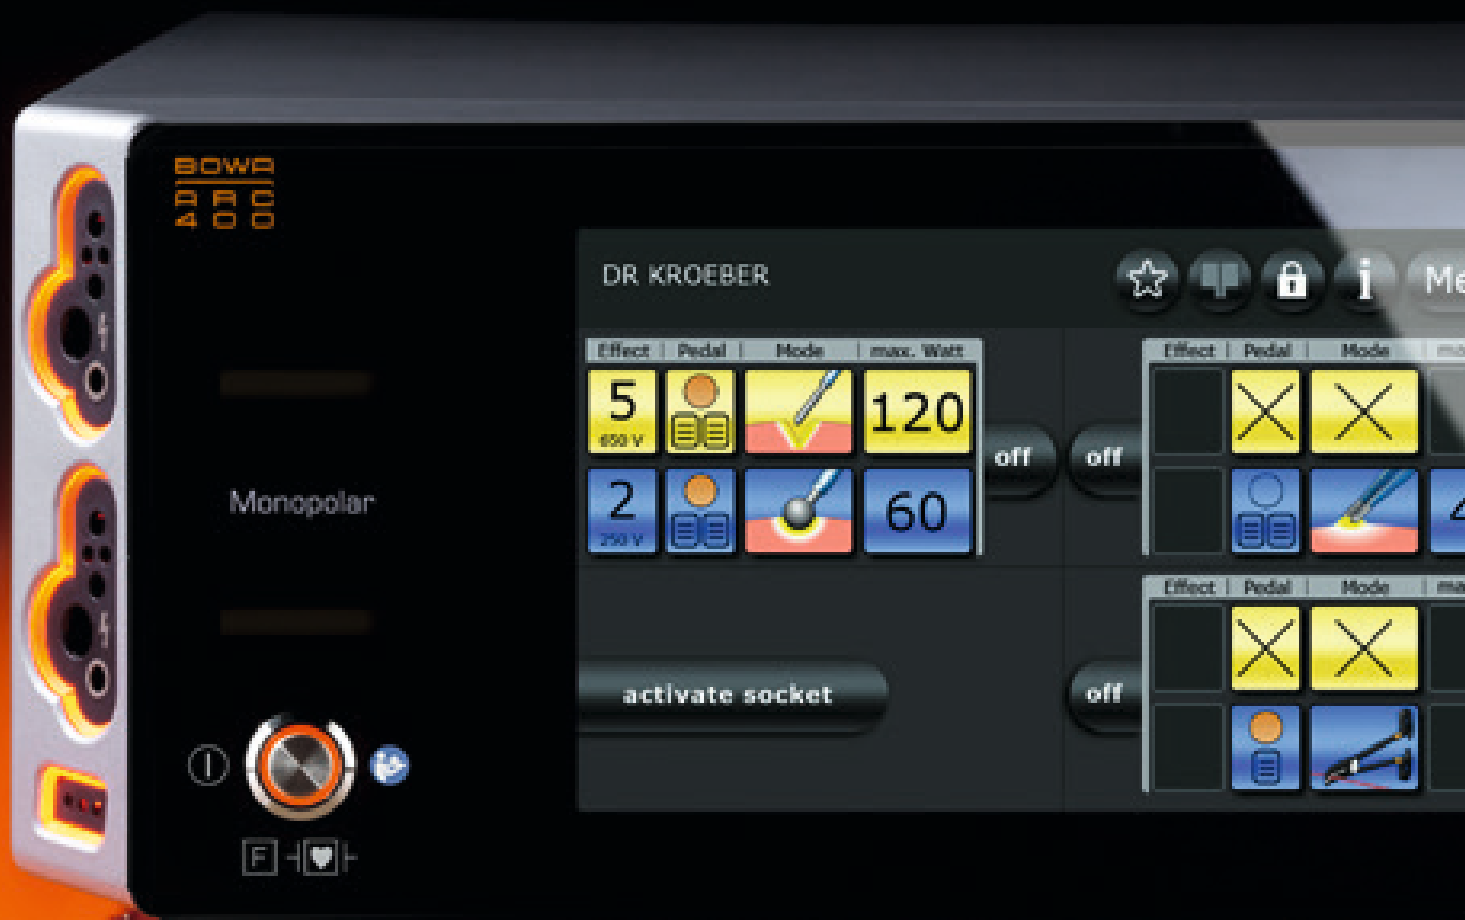 BOWA
ARC
400
DR KROEBER
i
Effect Pedal Mode max. Watt
5
650 V
120
off
2
250 V
60
Effect Pedal Mode
off
Monopolar
activate socket
Effect Pedal Mode
off
F